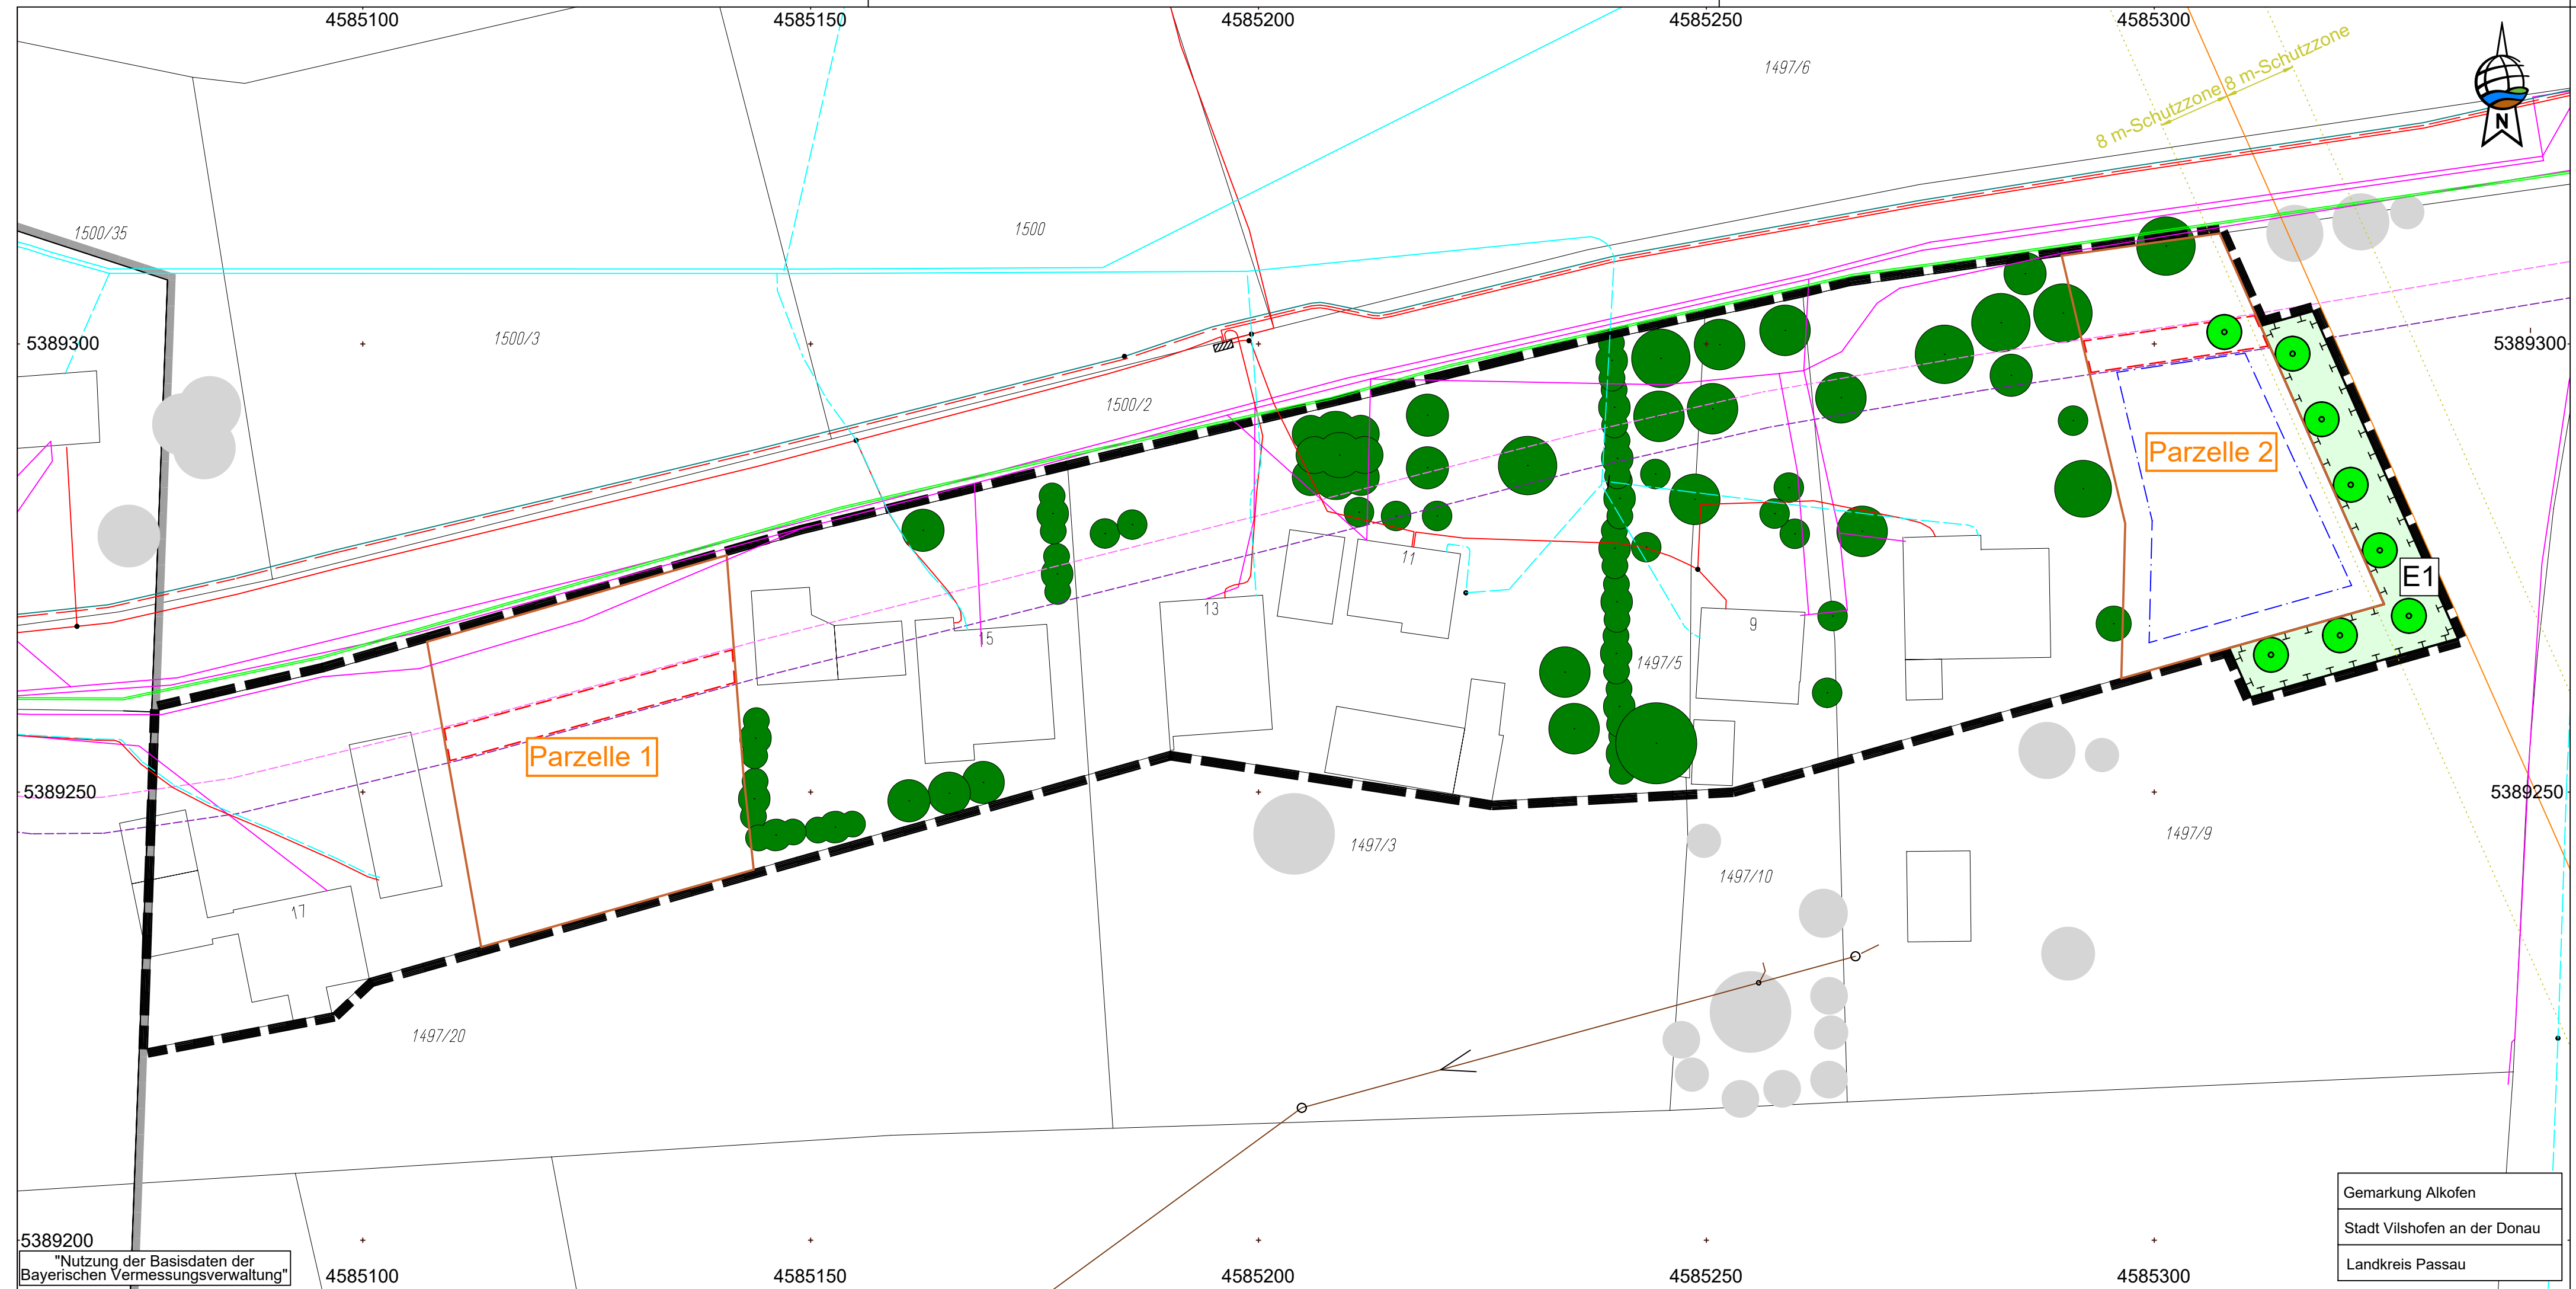 4585100
4585150
4585200
4585250
4585300
8 m-Schutzzone
8 m-Schutzzone
1497/6
N
1500/35
1500
5389300
1500/3
5389300
1500/2
Parzelle 2
11
E1
13
9
15
1497/5
Parzelle 1
5389250
5389250
1497/3
1497/9
1497/10
17
1497/20
Gemarkung Alkofen
Stadt Vilshofen an der Donau
Landkreis Passau
5389200
"Nutzung der Basisdaten der
Bayerischen Vermessungsverwaltung"
4585100
4585150
4585200
4585250
4585300